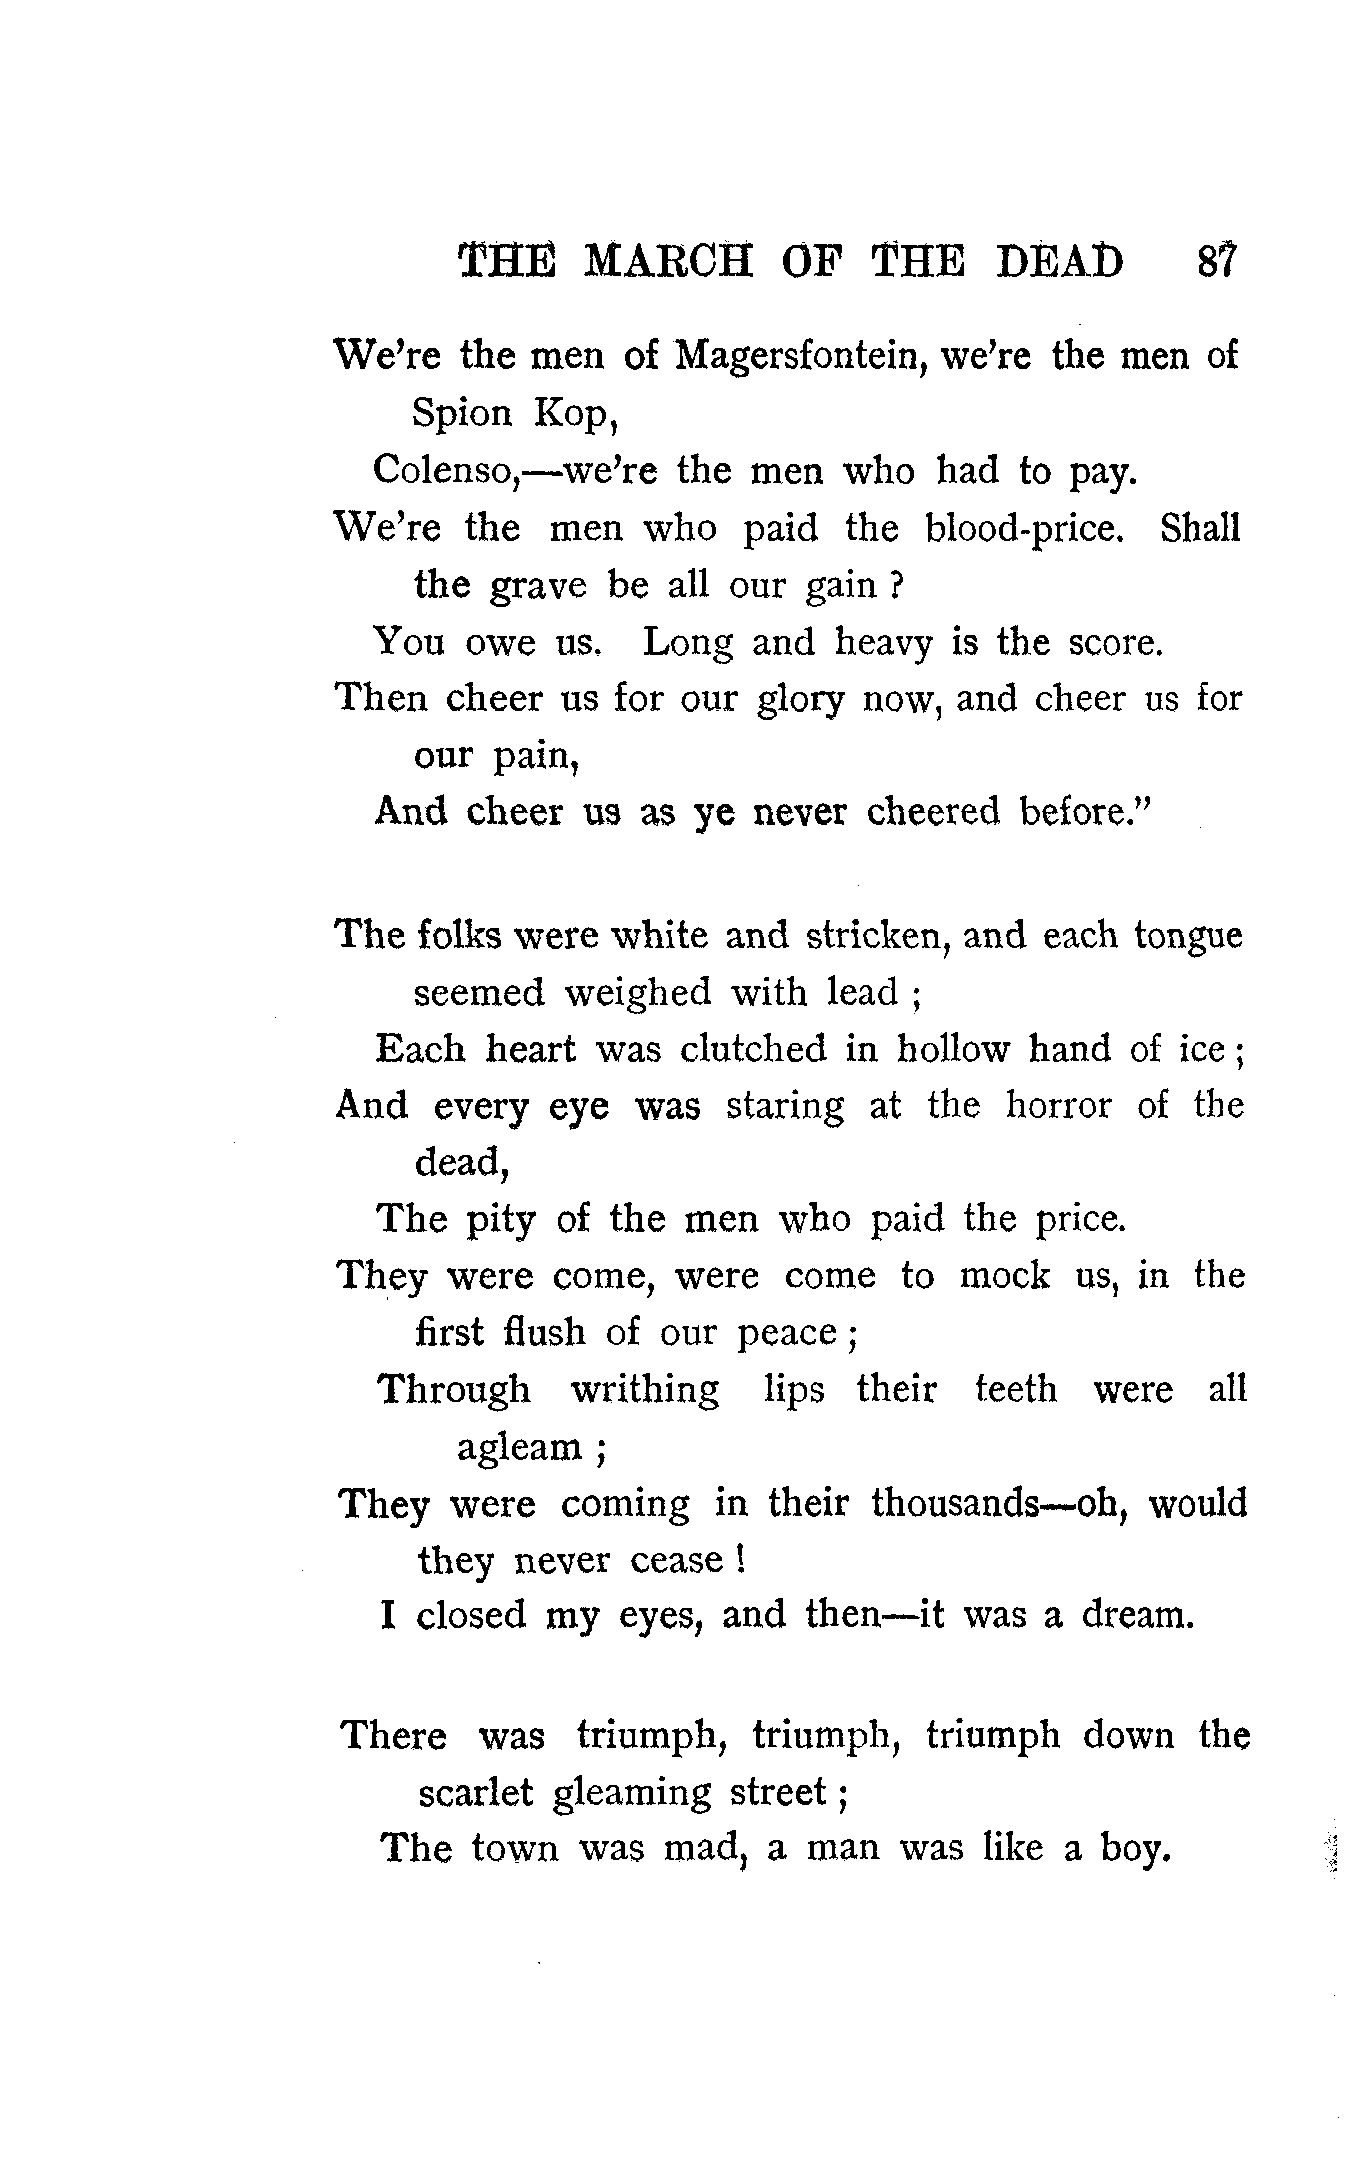 THE MARCH OF THE DEAD 87
We're the men of Magersfontein, we're the men of
Spion Kop,
Colenso,—we're the men who had to pay.
We're the men who paid the blood-price. Shall
the grave be all our gain ?
You owe us. Long and heavy is the score.
Then cheer us for our glory now, and cheer us for
our pain,
And cheer us as ye never cheered before."
The folks were white and stricken, and each tongue
seemed weighed with lead ;
Each heart was clutched in hollow hand of ice ;
And every eye was staring at the horror of the
dead,
The pity of the men who paid the price.
They were come, were come to mock us, in the
first flush of our peace ;
Through writhing lips their teeth were all
agleam ;
They were coming in their thousands—oh, would
they never cease !
I closed my eyes, and then—it was a dream.
There was triumph, triumph, triumph down the
scarlet gleaming street ;
The town was mad, a man was like a boy.